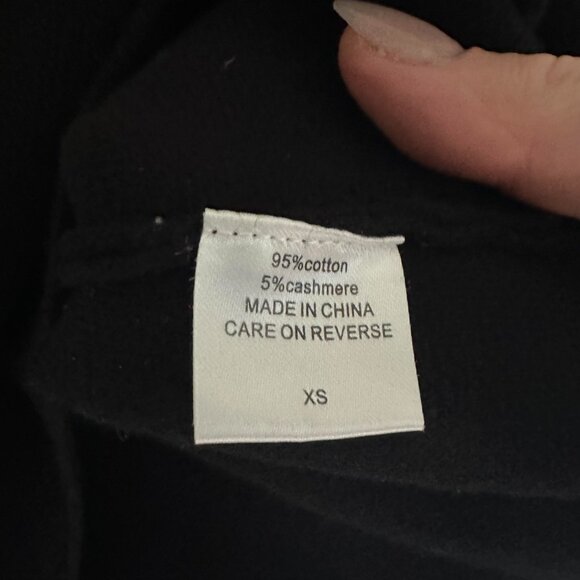 95%cotton
5%cashmere
MADE IN CHINA
CARE ON REVERSE
XS